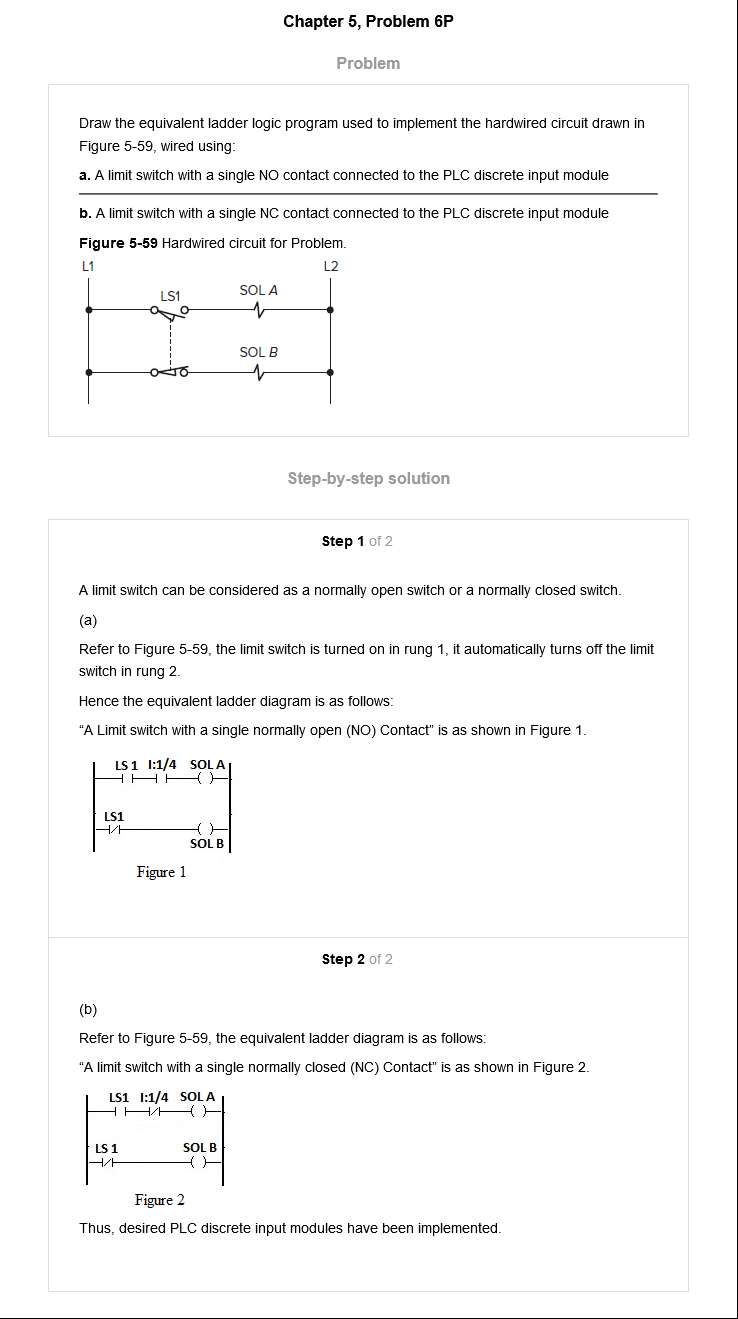 Chapter 5, Problem 6P
Problem
Draw the equivalent ladder logic program used to implement the hardwired circuit drawn in
Figure 5-59, wired using:
a. A limit switch with a single NO contact connected to the PLC discrete input module
b. A limit switch with a single NC contact connected to the PLC discrete input module
Figure 5-59 Hardwired circuit for Problem.
L1 L2
LS1 SOL A
SOL B
Step-by-step solution
Step 1 of 2
A limit switch can be considered as a normally open switch or a normally closed switch.
(a)
Refer to Figure 5-59, the limit switch is turned on in rung 1, it automatically turns off the limit
switch in rung 2.
Hence the equivalent ladder diagram is as follows:
“A Limit switch with a single normally open (NO) Contact” is as shown in Figure 1.
LS 1 I:1/4 SOL A
LS1
SOL B
Figure 1
Step 2 of 2
(b)
Refer to Figure 5-59, the equivalent ladder diagram is as follows:
“A limit switch with a single normally closed (NC) Contact” is as shown in Figure 2.
LS1 I:1/4 SOL A
LS 1 SOL B
Figure 2
Thus, desired PLC discrete input modules have been implemented.